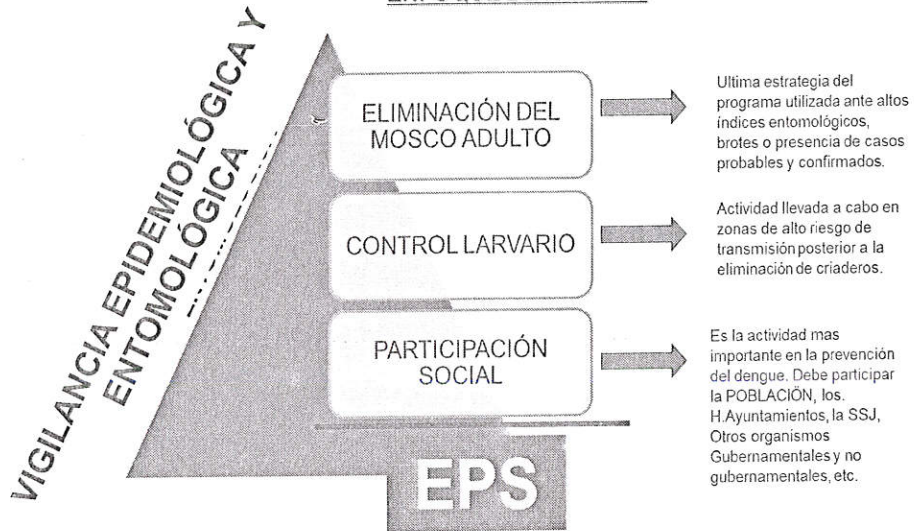 VIGILANCIA EPIDEMIOLÓGICA Y
ENTOMOLÓGICA
ELIMINACIÓN DEL
MOSCO ADULTO
Ultima estrategia del
programa utilizada ante altos
índices entomológicos,
brotes o presencia de casos
probables y confirmados.
CONTROL LARVARIO
Actividad llevada a cabo en
zonas de alto riesgo de
transmisión posterior a la
eliminación de criaderos.
PARTICIPACIÓN
SOCIAL
Es la actividad mas
importante en la prevención
del dengue. Debe participar
la POBLACIÖN, los.
H.Ayuntamientos, la SSJ,
Otros organismos
Gubernamentales y no
gubernamentales, etc.
EPS